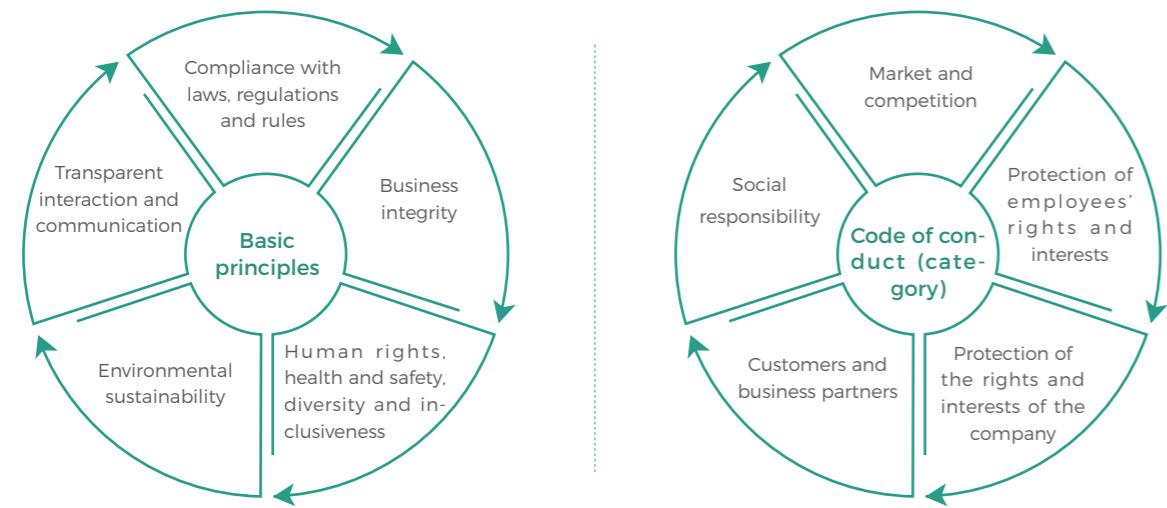 Compliance with
laws, regulations
and rules
Business
integrity
Human rights,
health and safety,
diversity and in-
clusiveness
Environmental
sustainability
Transparent
interaction and
communication
Basic
principles
Market and
competition
Protection of
employees'
rights and
interests
Protection of
the rights and
interests of the
company
Customers and
business partners
Social
responsibility
Code of con-
duct (cate-
gory)